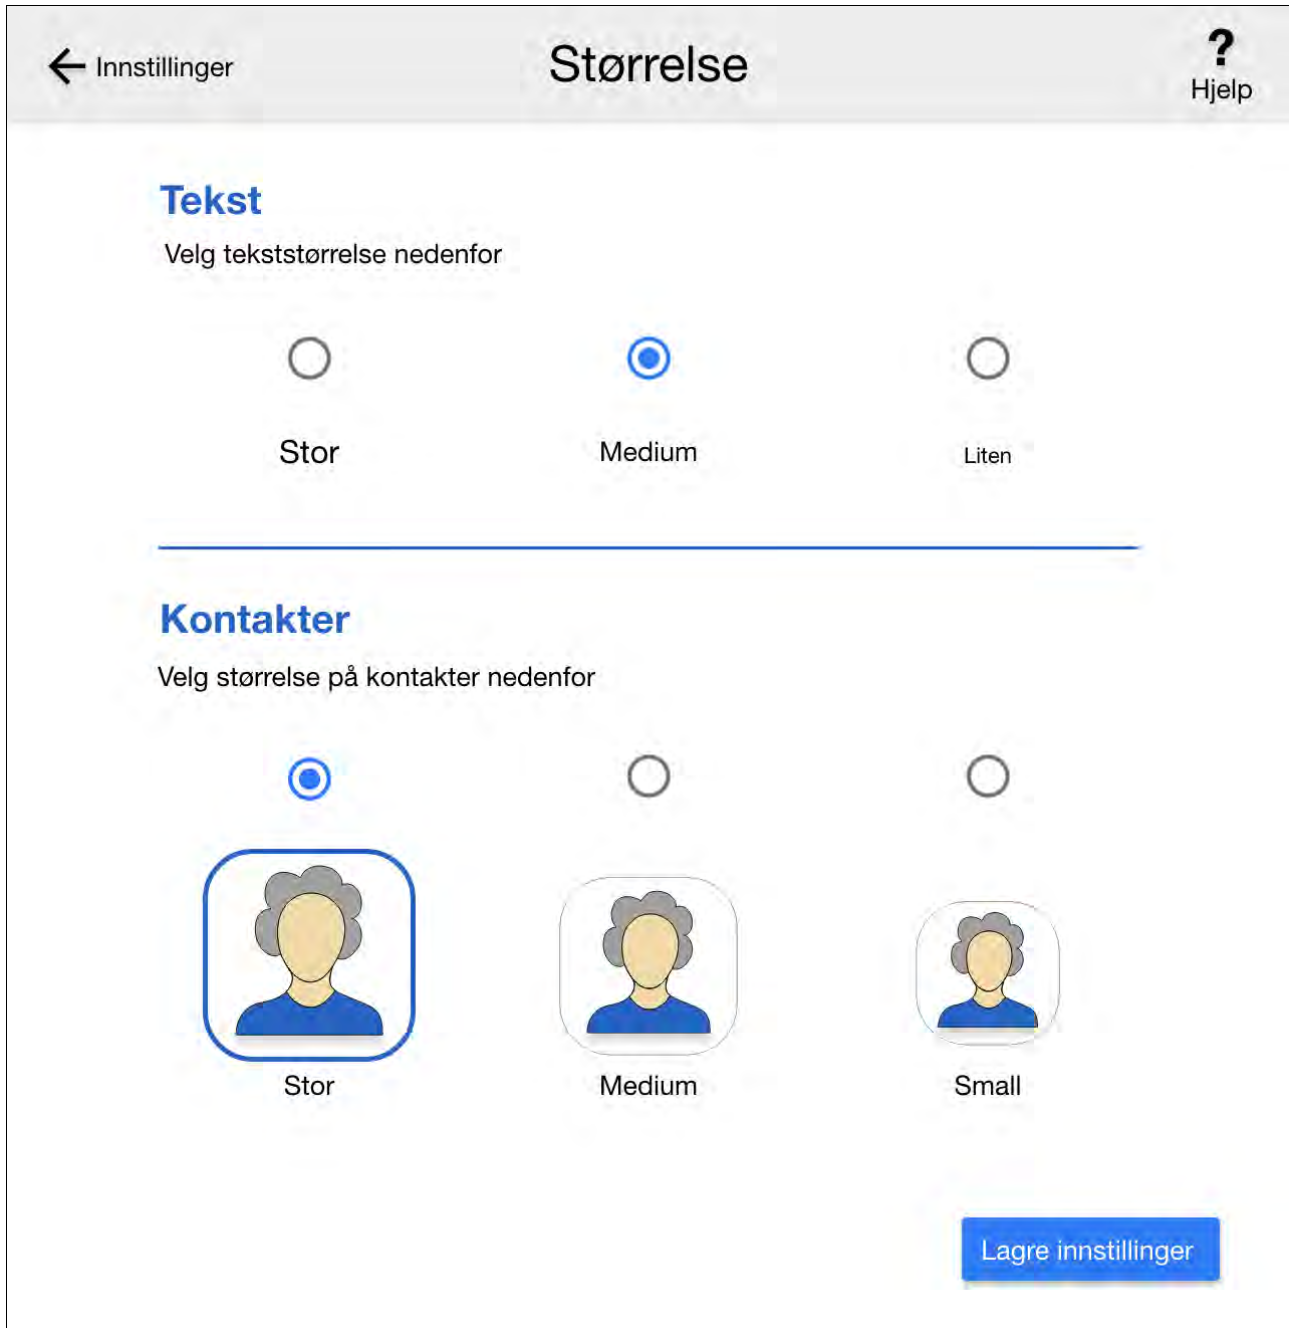 ← Innstillinger
Størrelse
?
Hjelp
Tekst
Velg tekststørrelse nedenfor
Stor Medium Liten
Kontakter
Velg størrelse på kontakter nedenfor
Stor Medium Small
Lagre innstillinger